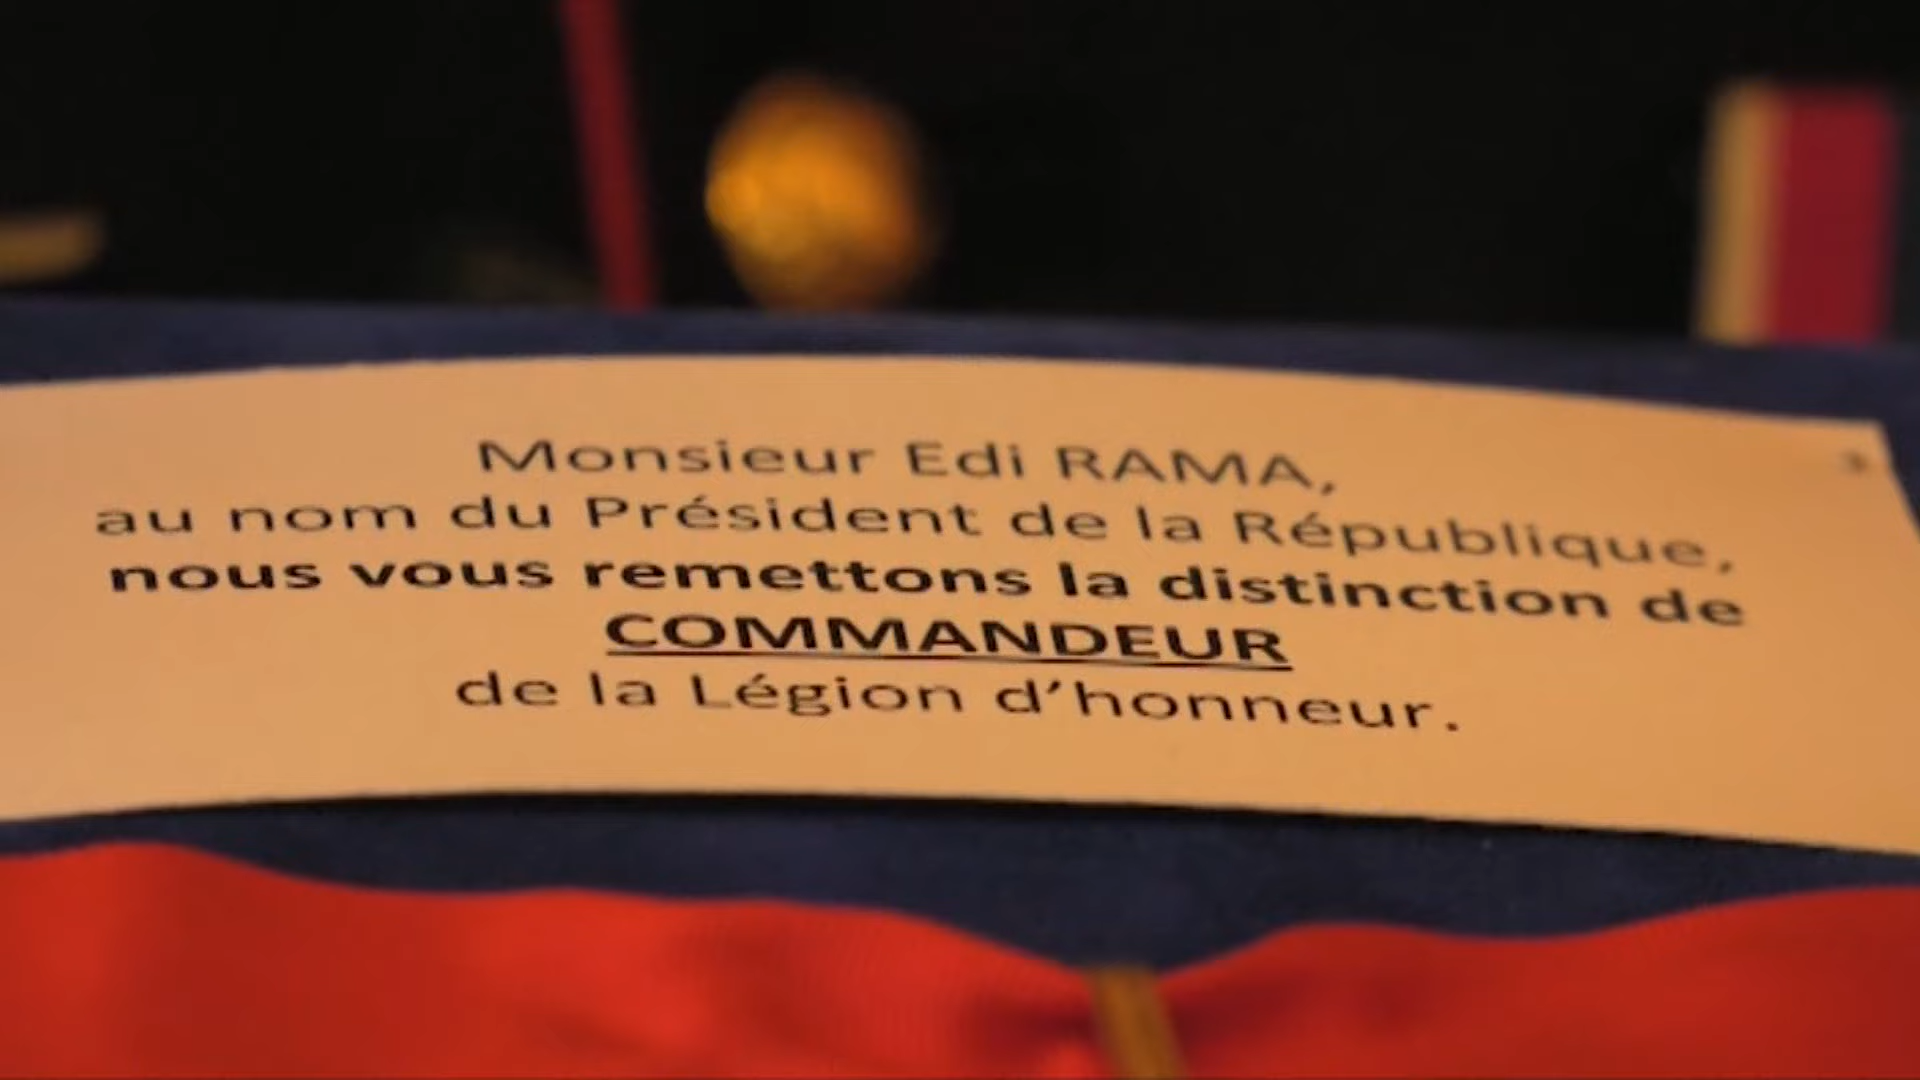 Monsieur Edi RAMA,
au nom du Président de la République,
nous vous remettons la distinction de
COMMANDEUR
de la Légion d’honneur.